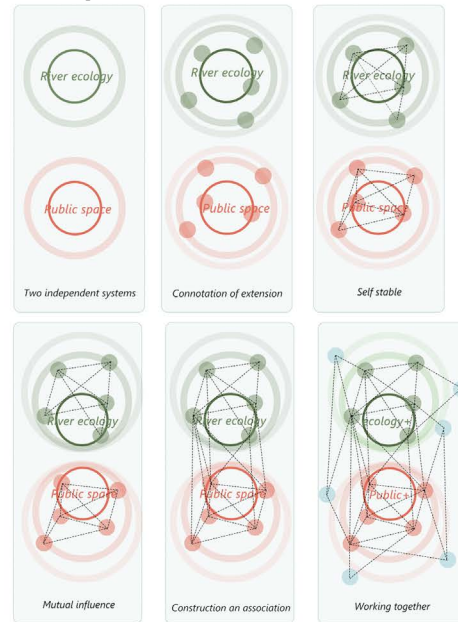 River ecology
River ecology
River ecology
Public space
Public space
Public space
Two independent systems
Connotation of extension
Self stable
River ecology
River ecology
ecology+
Public space
Public space
Public+
Mutual influence
Construction an association
Working together